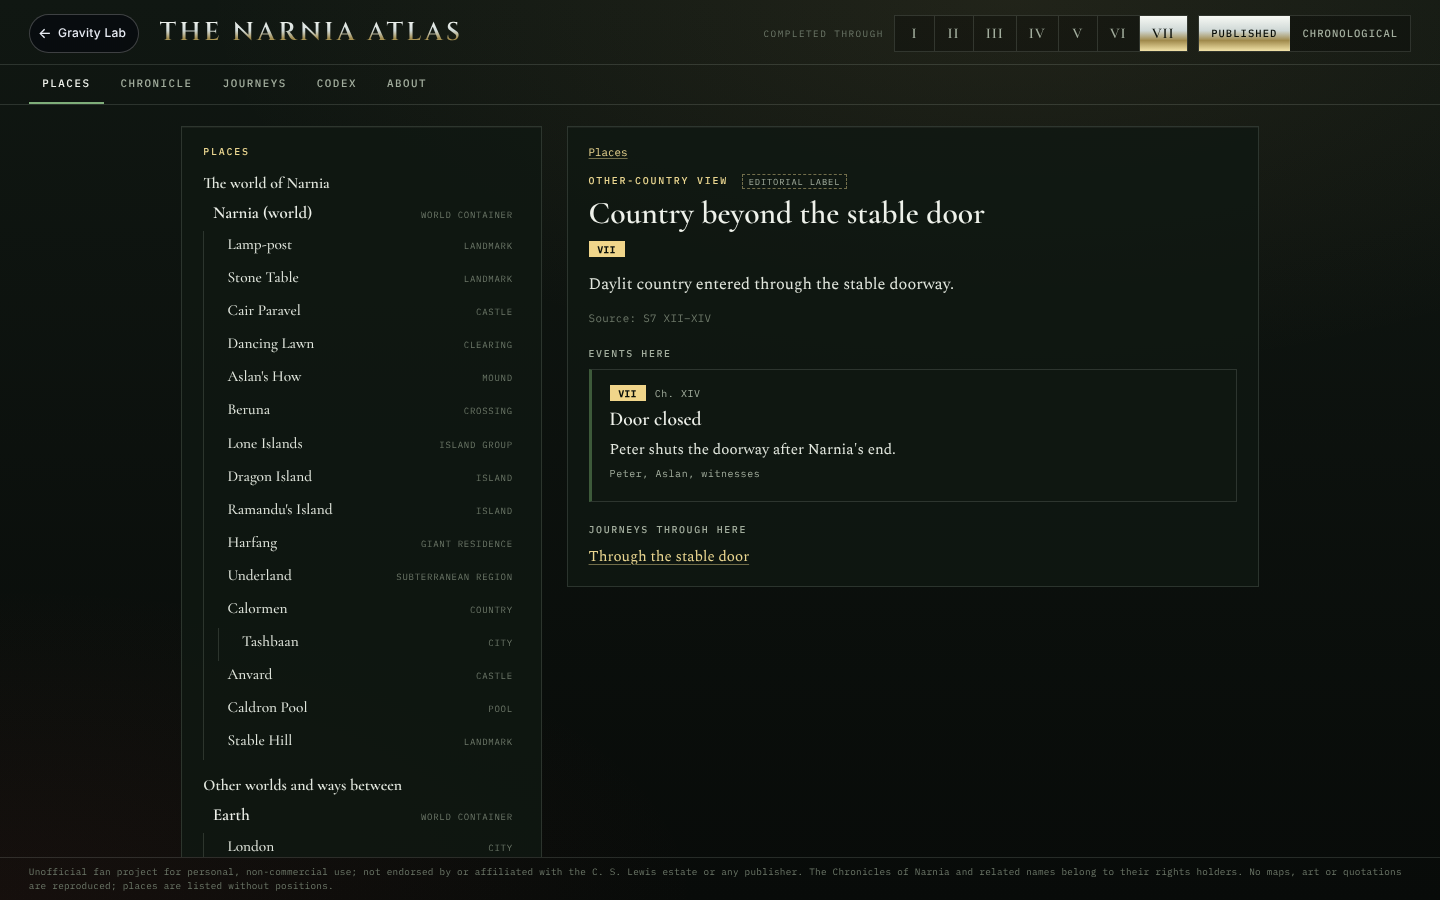 ← Gravity Lab
THE NARNIA ATLAS
COMPLETED THROUGH
I II III IV V VI VII
PUBLISHED CHRONOLOGICAL
PLACES CHRONICLE JOURNEYS CODEX ABOUT
PLACES
The world of Narnia
Narnia (world) WORLD CONTAINER
Lamp-post LANDMARK
Stone Table LANDMARK
Cair Paravel CASTLE
Dancing Lawn CLEARING
Aslan's How MOUND
Beruna CROSSING
Lone Islands ISLAND GROUP
Dragon Island ISLAND
Ramandu's Island ISLAND
Harfang GIANT RESIDENCE
Underland SUBTERRANEAN REGION
Calormen COUNTRY
Tashbaan CITY
Anvard CASTLE
Caldron Pool POOL
Stable Hill LANDMARK
Other worlds and ways between
Earth WORLD CONTAINER
London CITY
Places
OTHER-COUNTRY VIEW EDITORIAL LABEL
Country beyond the stable door
VII
Daylit country entered through the stable doorway.
Source: S7 XII–XIV
EVENTS HERE
VII Ch. XIV
Door closed
Peter shuts the doorway after Narnia's end.
Peter, Aslan, witnesses
JOURNEYS THROUGH HERE
Through the stable door
Unofficial fan project for personal, non-commercial use; not endorsed by or affiliated with the C. S. Lewis estate or any publisher. The Chronicles of Narnia and related names belong to their rights holders. No maps, art or quotations
are reproduced; places are listed without positions.